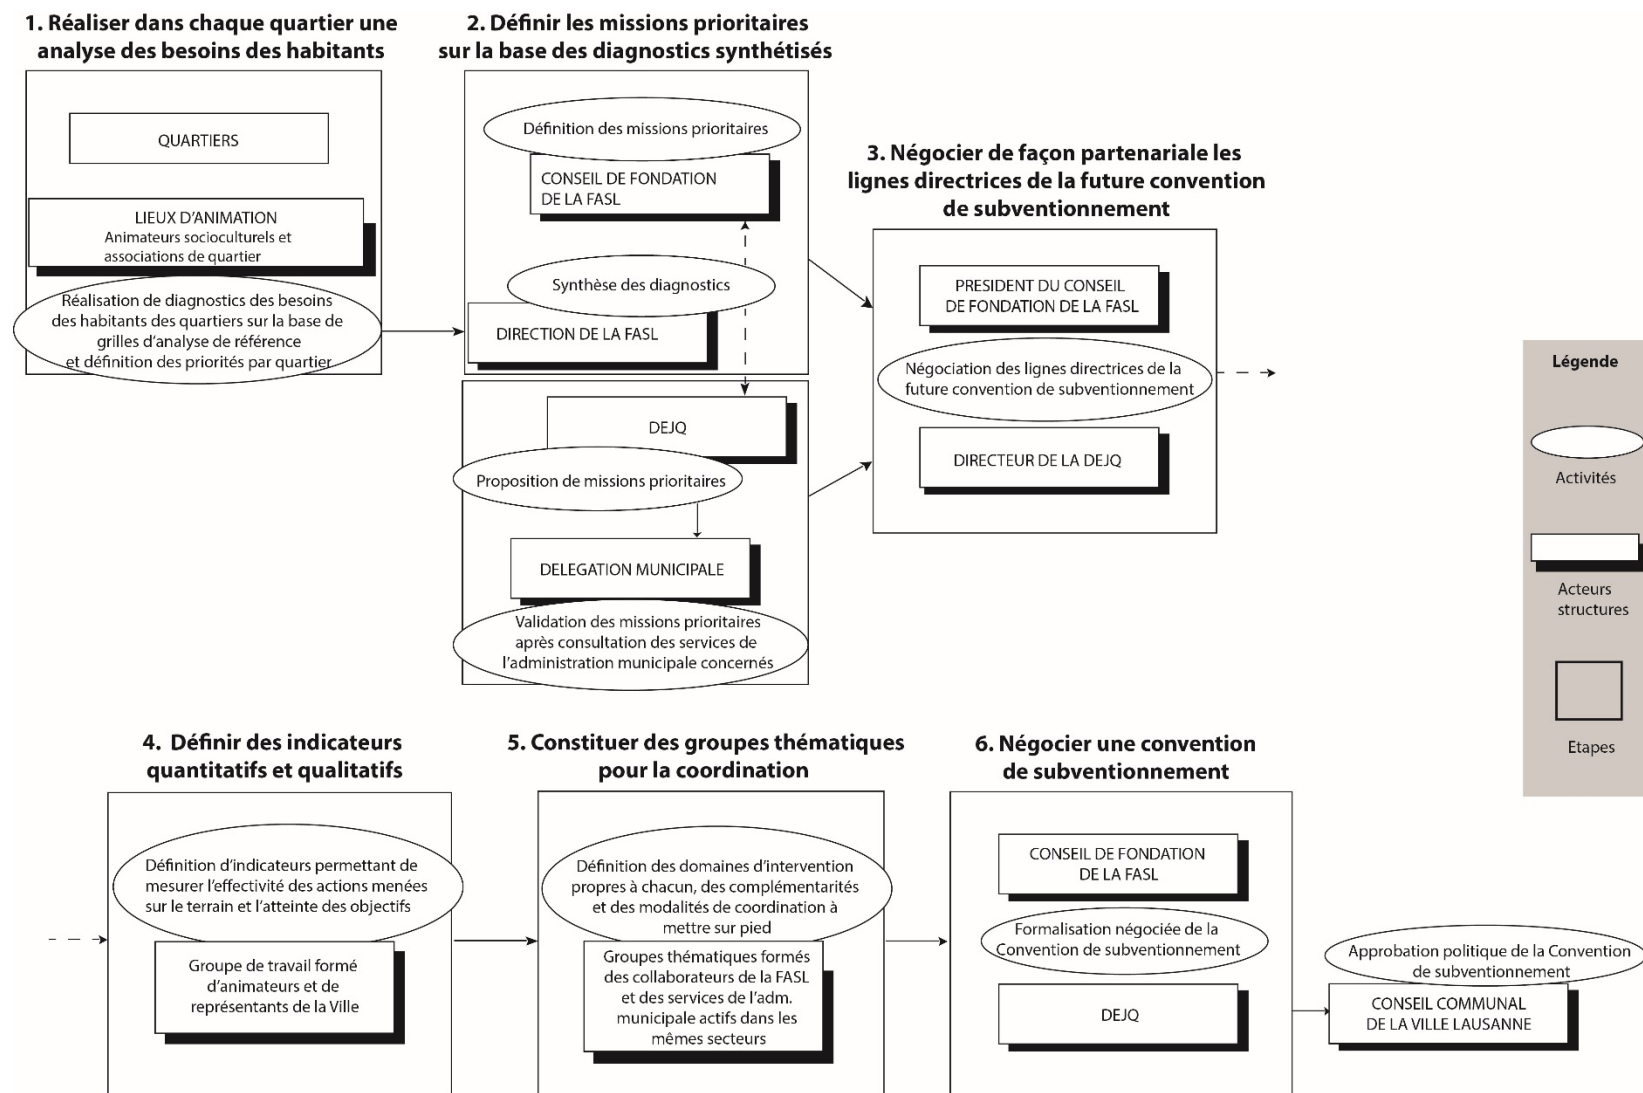 1. Réaliser dans chaque quartier une
analyse des besoins des habitants
QUARTIERS
LIEUX D’ANIMATION
Animateurs socioculturels et
associations de quartier
Réalisation de diagnostics des besoins
des habitants des quartiers sur la base de
grilles d’analyse de référence
et définition des priorités par quartier
2. Définir les missions prioritaires
sur la base des diagnostics synthétisés
Définition des missions prioritaires
CONSEIL DE FONDATION
DE LA FASL
Synthèse des diagnostics
DIRECTION DE LA FASL
DEJQ
Proposition de missions prioritaires
DELEGATION MUNICIPALE
Validation des missions prioritaires
après consultation des services de
l’administration municipale concernés
3. Négocier de façon partenariale les
lignes directrices de la future convention
de subventionnement
PRESIDENT DU CONSEIL
DE FONDATION DE LA FASL
Négociation des lignes directrices de la
future convention de subventionnement
DIRECTEUR DE LA DEJQ
Légende
Activités
Acteurs
structures
Etapes
4. Définir des indicateurs
quantitatifs et qualitatifs
Définition d’indicateurs permettant de
mesurer l’effectivité des actions menées
sur le terrain et l’atteinte des objectifs
Groupe de travail formé
d’animateurs et de
représentants de la Ville
5. Constituer des groupes thématiques
pour la coordination
Définition des domaines d’intervention
propres à chacun, des complémentarités
et des modalités de coordination à
mettre sur pied
Groupes thématiques formés
des collaborateurs de la FASL
et des services de l’adm.
municipale actifs dans les
mêmes secteurs
6. Négocier une convention
de subventionnement
CONSEIL DE FONDATION
DE LA FASL
Formalisation négociée de la
Convention de subventionnement
DEJQ
Approbation politique de la Convention
de subventionnement
CONSEIL COMMUNAL
DE LA VILLE LAUSANNE